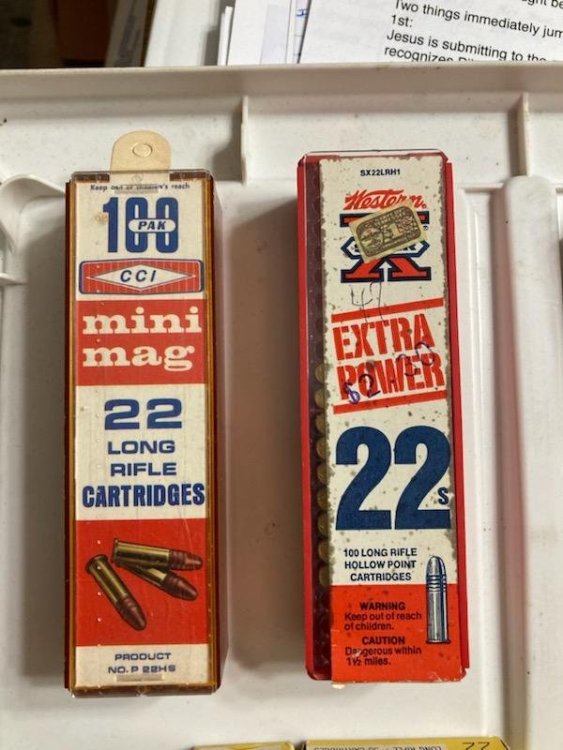 Two things immediately jum
1st:
Jesus is submitting to the
recognizes
Keep out of children's reach
100
PAK
CCI
mini
mag
22
LONG
RIFLE
CARTRIDGES
PRODUCT
NO. P 22HS
SX22LRH1
Western
X
EXTRA
POWER
22s
100 LONG RIFLE
HOLLOW POINT
CARTRIDGES
WARNING
Keep out of reach
of children.
CAUTION
Dangerous within
1½ miles.
22